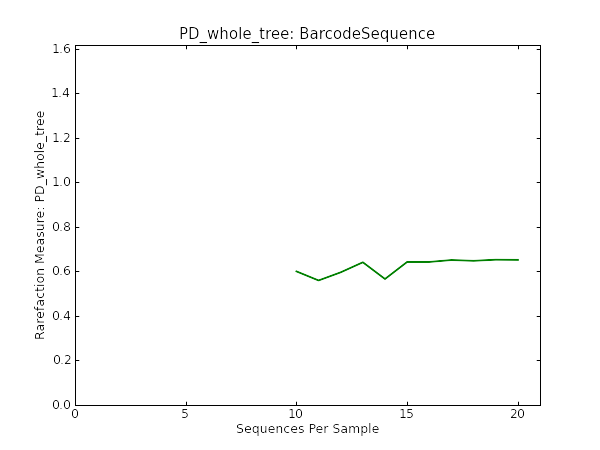 PD_whole_tree: BarcodeSequence
1.6
1.4
1.2
1.0
0.8
0.6
0.4
0.2
0.0
Rarefaction Measure: PD_whole_tree
0 5 10 15 20
Sequences Per Sample